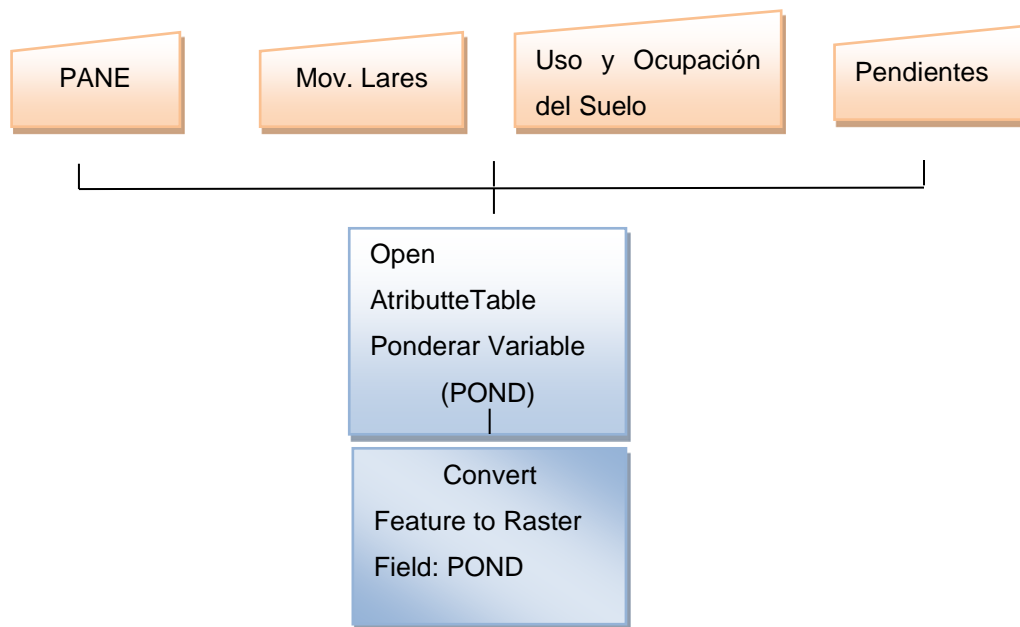 PANE
Mov. Lares
Uso y Ocupación
del Suelo
Pendientes
Open
AtributteTable
Ponderar Variable
(POND)
Convert
Feature to Raster
Field: POND